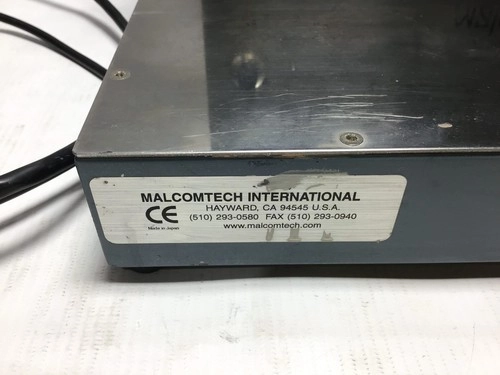 MALCOMTECH INTERNATIONAL
HAYWARD, CA 94545 U.S.A.
CE (510) 293-0580 FAX (510) 293-0940
Made in Japan www.malcomtech.com